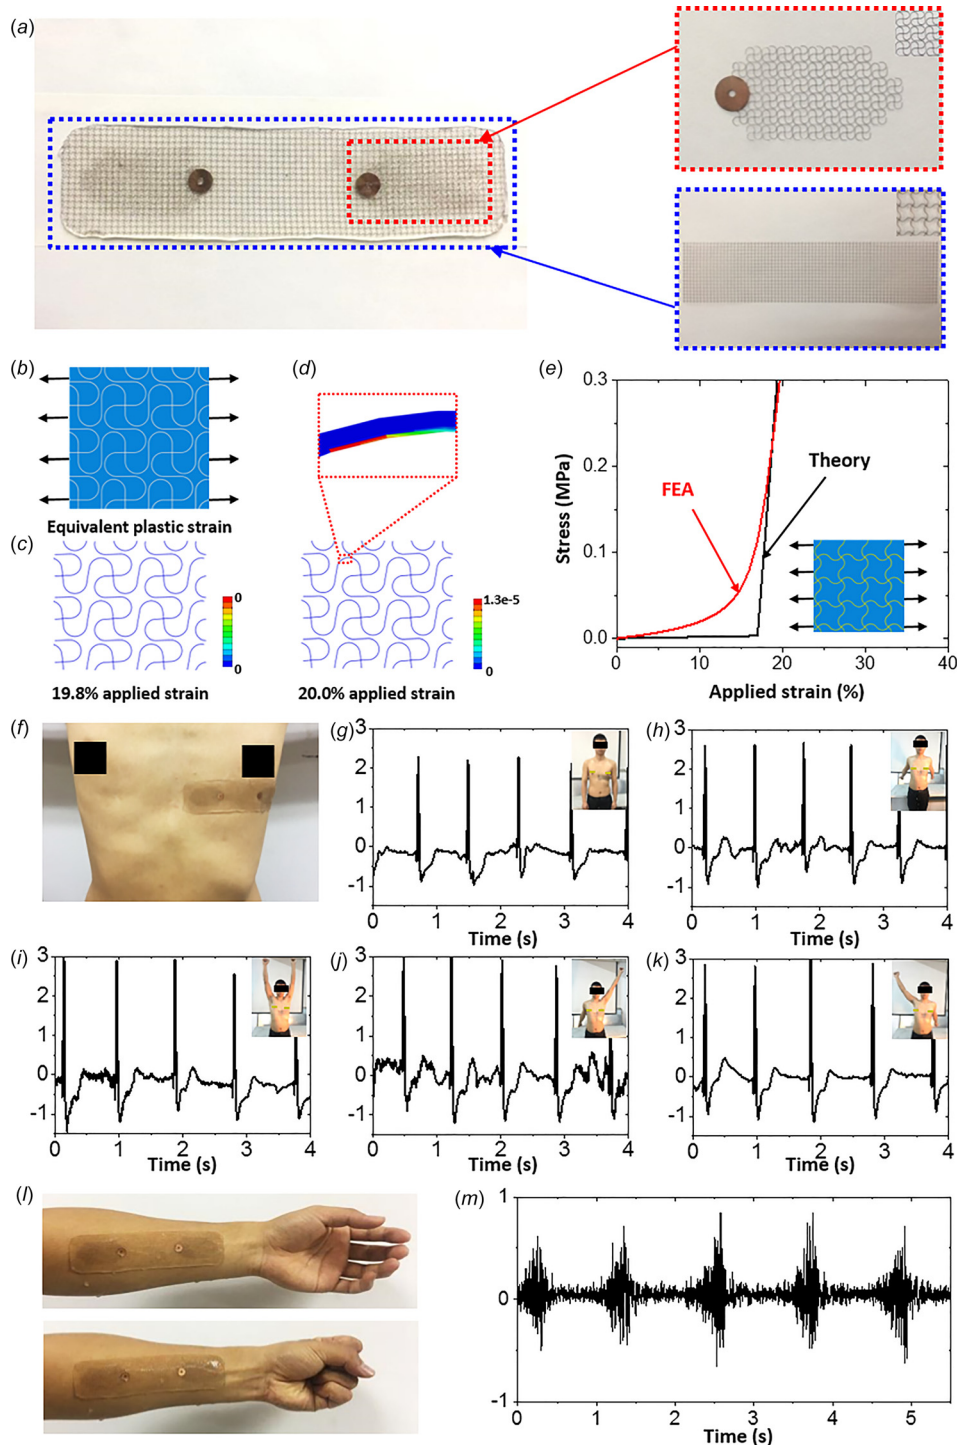 (a)
(b)
Equivalent plastic strain
(c)
0
0
19.8% applied strain
(d)
1.3e-5
0
20.0% applied strain
(e)
0.3
0.2
0.1
0.0
Stress (MPa)
FEA
Theory
0 10 20 30 40
Applied strain (%)
(f)
(g)
3
2
1
0
-1
0 1 2 3 4
Time (s)
(h)
3
2
1
0
-1
0 1 2 3 4
Time (s)
(i)
3
2
1
0
-1
0 1 2 3 4
Time (s)
(j)
3
2
1
0
-1
0 1 2 3 4
Time (s)
(k)
3
2
1
0
-1
0 1 2 3 4
Time (s)
(l)
(m)
1
0
-1
0 1 2 3 4 5
Time (s)